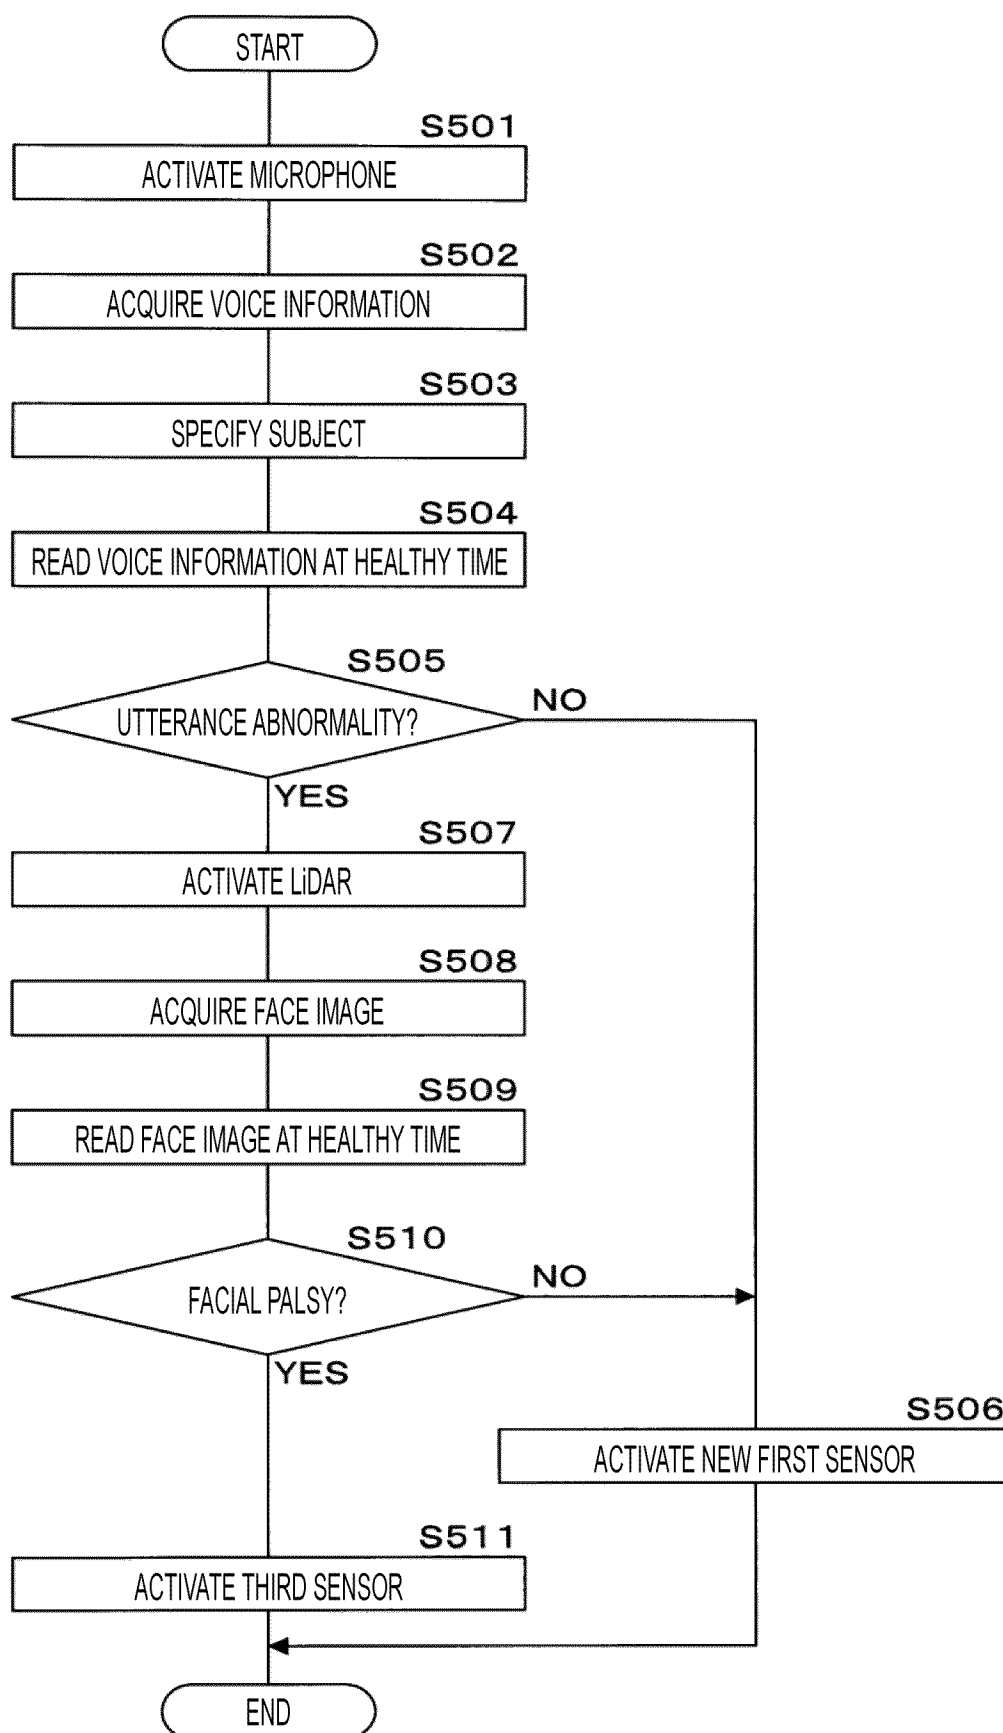 START
S501
ACTIVATE MICROPHONE
S502
ACQUIRE VOICE INFORMATION
S503
SPECIFY SUBJECT
S504
READ VOICE INFORMATION AT HEALTHY TIME
S505
UTTERANCE ABNORMALITY?
NO
YES
S507
ACTIVATE LiDAR
S508
ACQUIRE FACE IMAGE
S509
READ FACE IMAGE AT HEALTHY TIME
S510
FACIAL PALSY?
NO
YES
S506
ACTIVATE NEW FIRST SENSOR
S511
ACTIVATE THIRD SENSOR
END